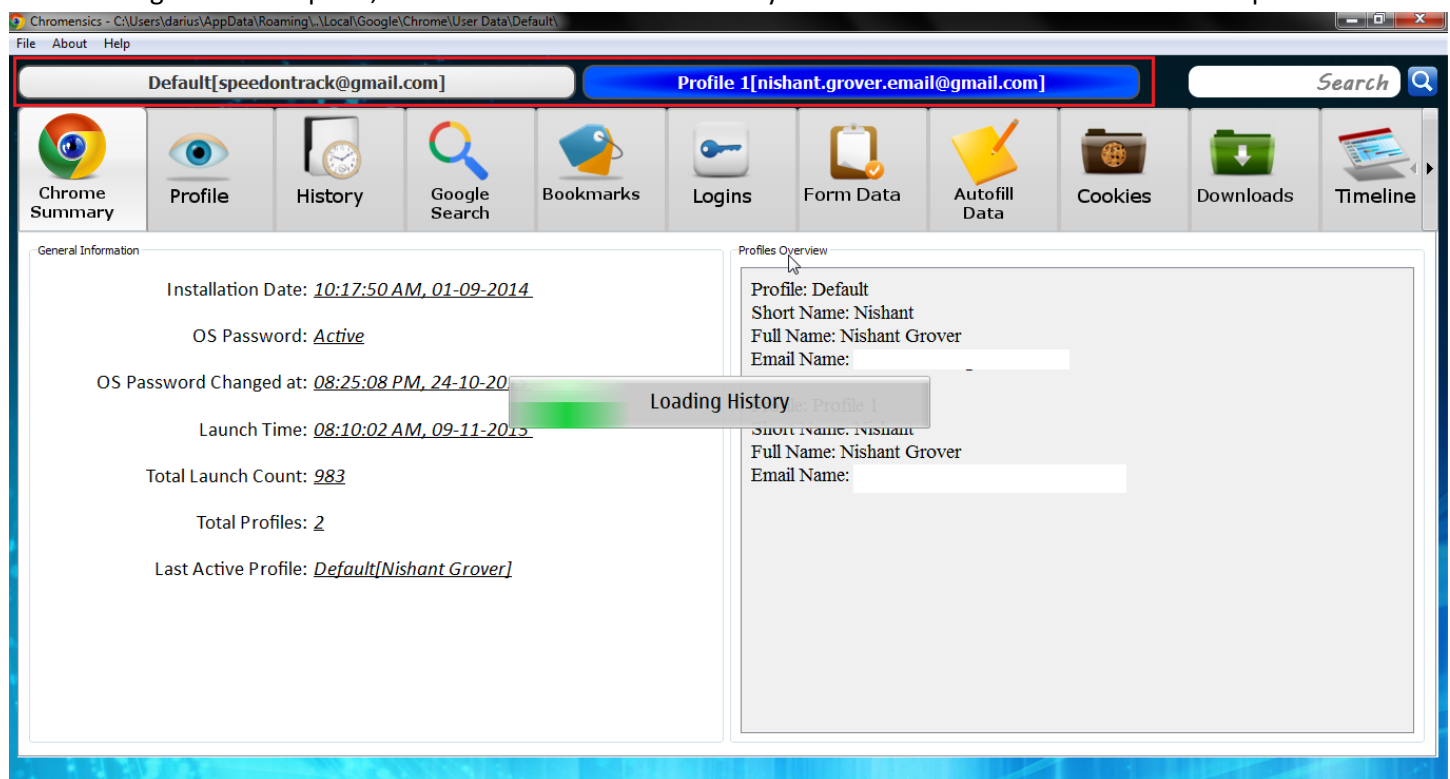 Chromensics - C:\Users\darius\AppData\Roaming\..\Local\Google\Chrome\User Data\Default\
File About Help
Default[speedontrack@gmail.com] Profile 1[nishant.grover.email@gmail.com] Search
Chrome Summary
Profile
History
Google Search
Bookmarks
Logins
Form Data
Autofill Data
Cookies
Downloads
Timeline
General Information
Installation Date: 10:17:50 AM, 01-09-2014
OS Password: Active
OS Password Changed at: 08:25:08 PM, 24-10-20
Launch Time: 08:10:02 AM, 09-11-2015
Total Launch Count: 983
Total Profiles: 2
Last Active Profile: Default[Nishant Grover]
Profiles Overview
Profile: Default
Short Name: Nishant
Full Name: Nishant Grover
Email Name:
Loading History
Profile 1
Short Name: Nishant
Full Name: Nishant Grover
Email Name: